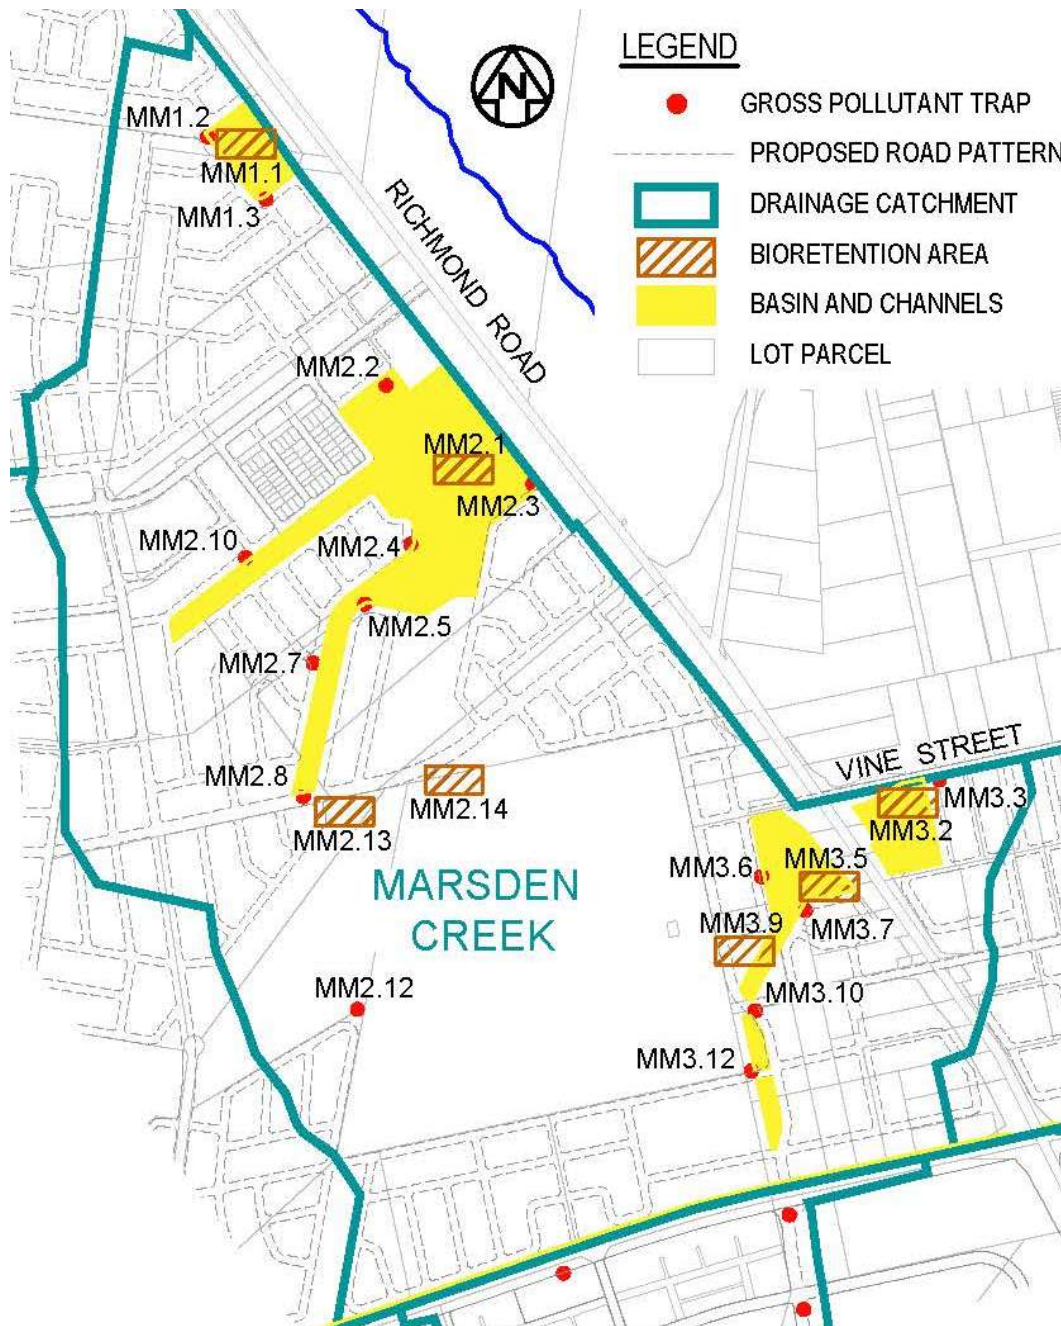 LEGEND
N
GROSS POLLUTANT TRAP
PROPOSED ROAD PATTERN
DRAINAGE CATCHMENT
BIORETENTION AREA
BASIN AND CHANNELS
LOT PARCEL
MM1.2
MM1.1
MM1.3
RICHMOND ROAD
MM2.2
MM2.1
MM2.3
MM2.10
MM2.4
MM2.5
MM2.7
VINE STREET
MM2.8
MM2.14
MM2.13
MM3.3
MM3.2
MM3.5
MM3.6
MARSDEN
CREEK
MM3.9
MM3.7
MM2.12
MM3.10
MM3.12